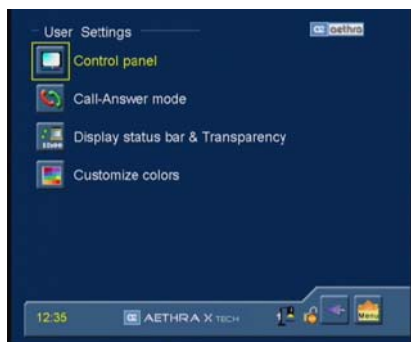 User Settings
aethra
Control panel
Call-Answer mode
Display status bar & Transparency
Customize colors
12:35
AETHRA X TECH
Menu